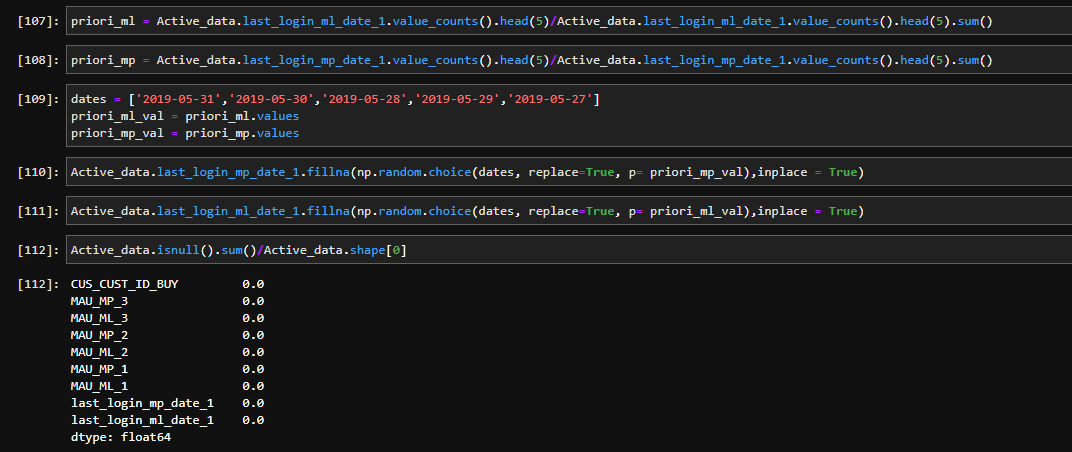 [107]: priori_ml = Active_data.last_login_ml_date_1.value_counts().head(5)/Active_data.last_login_ml_date_1.value_counts().head(5).sum()
[108]: priori_mp = Active_data.last_login_mp_date_1.value_counts().head(5)/Active_data.last_login_mp_date_1.value_counts().head(5).sum()
[109]: dates = ['2019-05-31','2019-05-30','2019-05-28','2019-05-29','2019-05-27']
priori_ml_val = priori_ml.values
priori_mp_val = priori_mp.values
[110]: Active_data.last_login_mp_date_1.fillna(np.random.choice(dates, replace=True, p= priori_mp_val),inplace = True)
[111]: Active_data.last_login_ml_date_1.fillna(np.random.choice(dates, replace=True, p= priori_ml_val),inplace = True)
[112]: Active_data.isnull().sum()/Active_data.shape[0]
[112]: CUS_CUST_ID_BUY 0.0
MAU_MP_3 0.0
MAU_ML_3 0.0
MAU_MP_2 0.0
MAU_ML_2 0.0
MAU_MP_1 0.0
MAU_ML_1 0.0
last_login_mp_date_1 0.0
last_login_ml_date_1 0.0
dtype: float64